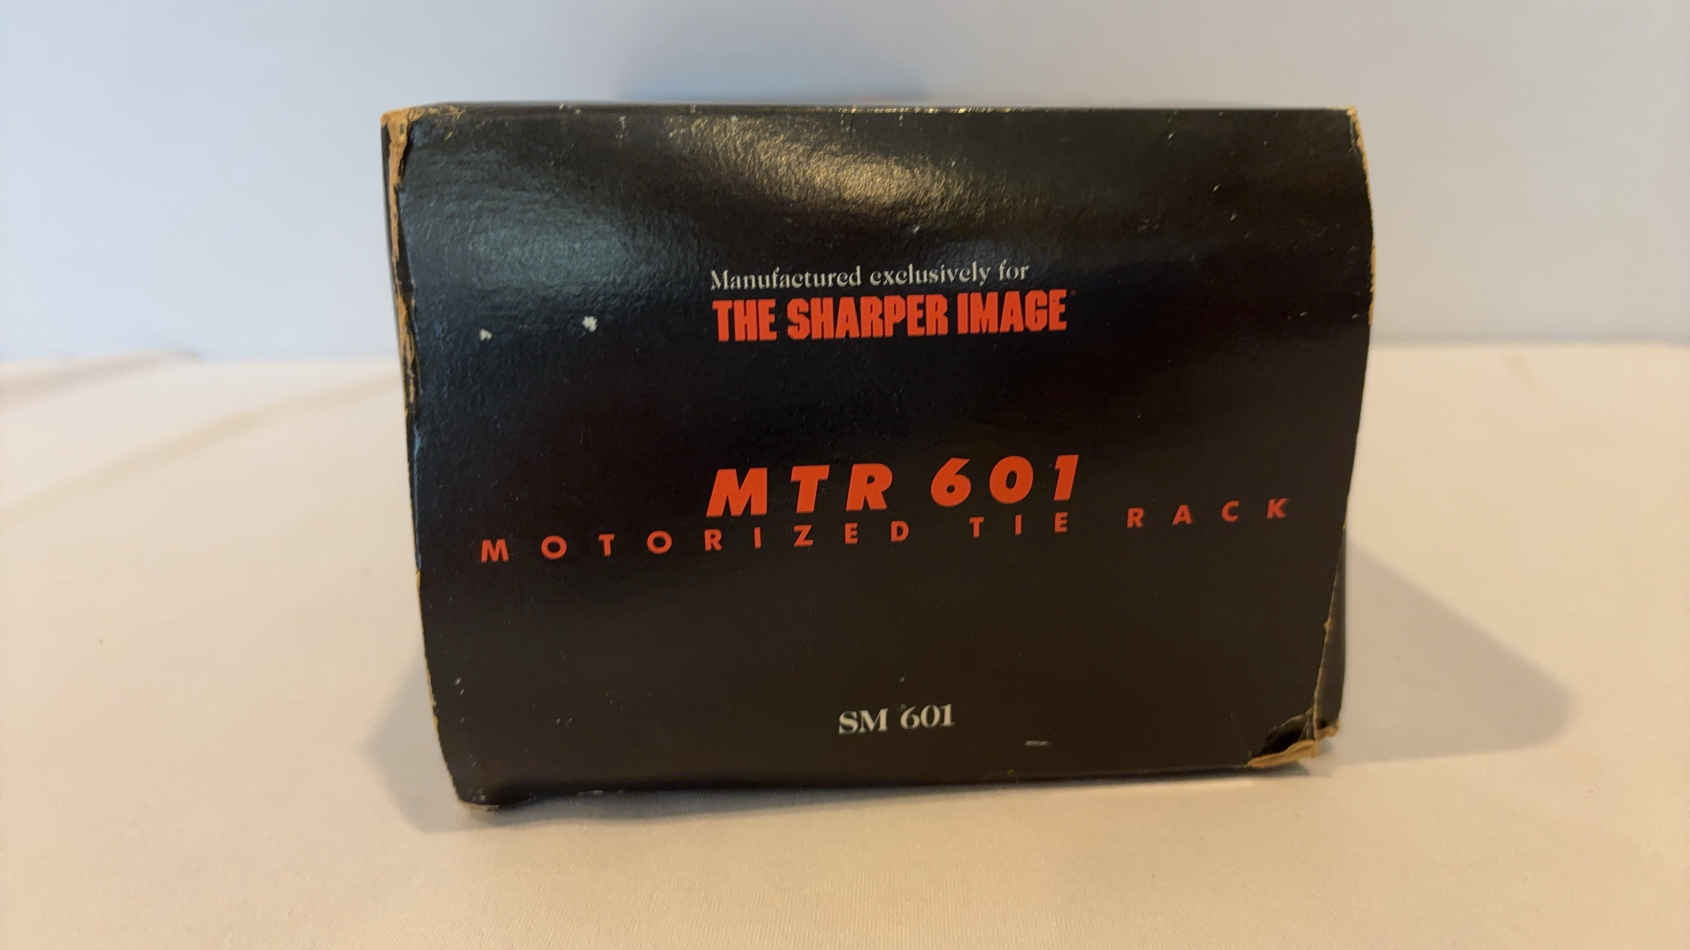 Manufactured exclusively for
THE SHARPER IMAGE
MTR 601
MOTORIZED TIE RACK
SM 601